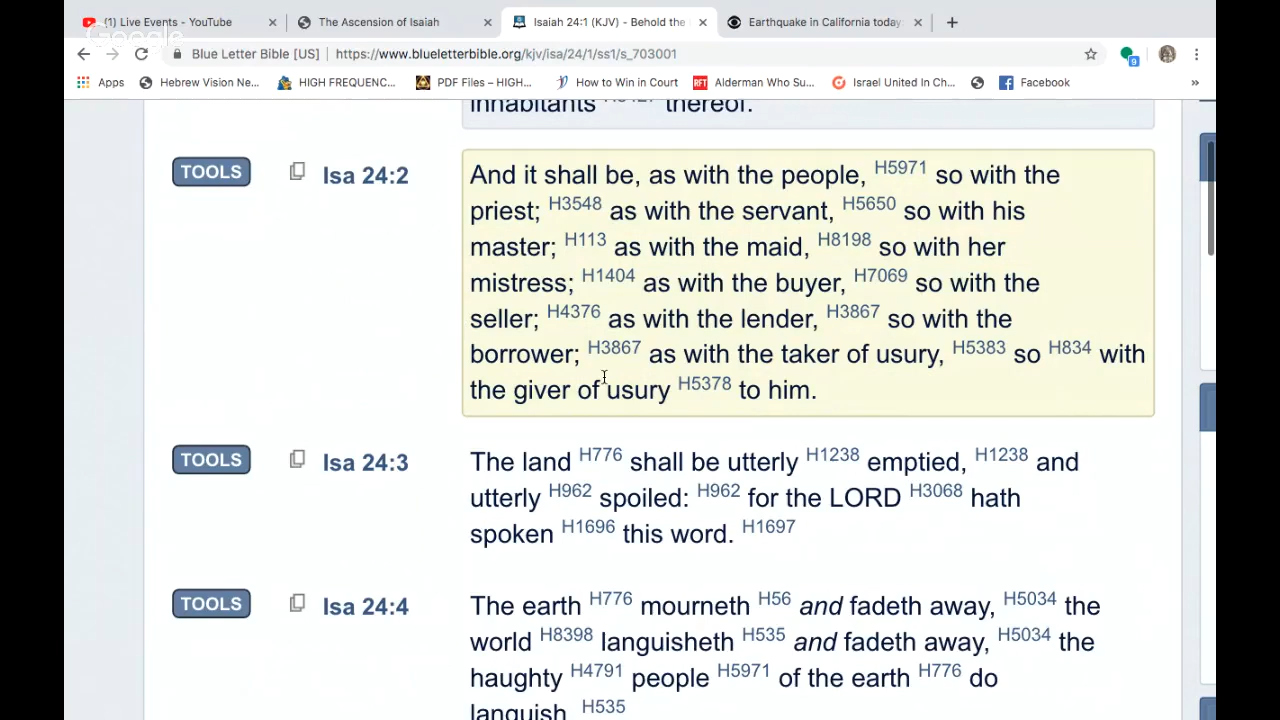 (1) Live Events - YouTube
The Ascension of Isaiah
Isaiah 24:1 (KJV) - Behold the
Earthquake in California today:
Google
Blue Letter Bible [US]
https://www.blueletterbible.org/kjv/isa/24/1/ss1/s_703001
9
Apps
Hebrew Vision Ne...
HIGH FREQUENC...
PDF Files – HIGH...
How to Win in Court
RFT
Alderman Who Su...
Israel United In Ch...
Facebook
»
inhabitants thereof.
TOOLS
Isa 24:2
And it shall be, as with the people, H5971 so with the
priest; H3548 as with the servant, H5650 so with his
master; H113 as with the maid, H8198 so with her
mistress; H1404 as with the buyer, H7069 so with the
seller; H4376 as with the lender, H3867 so with the
borrower; H3867 as with the taker of usury, H5383 so H834 with
the giver of usury H5378 to him.
TOOLS
Isa 24:3
The land H776 shall be utterly H1238 emptied, H1238 and
utterly H962 spoiled: H962 for the LORD H3068 hath
spoken H1696 this word. H1697
TOOLS
Isa 24:4
The earth H776 mourneth H56 and fadeth away, H5034 the
world H8398 languisheth H535 and fadeth away, H5034 the
haughty H4791 people H5971 of the earth H776 do
languish. H535